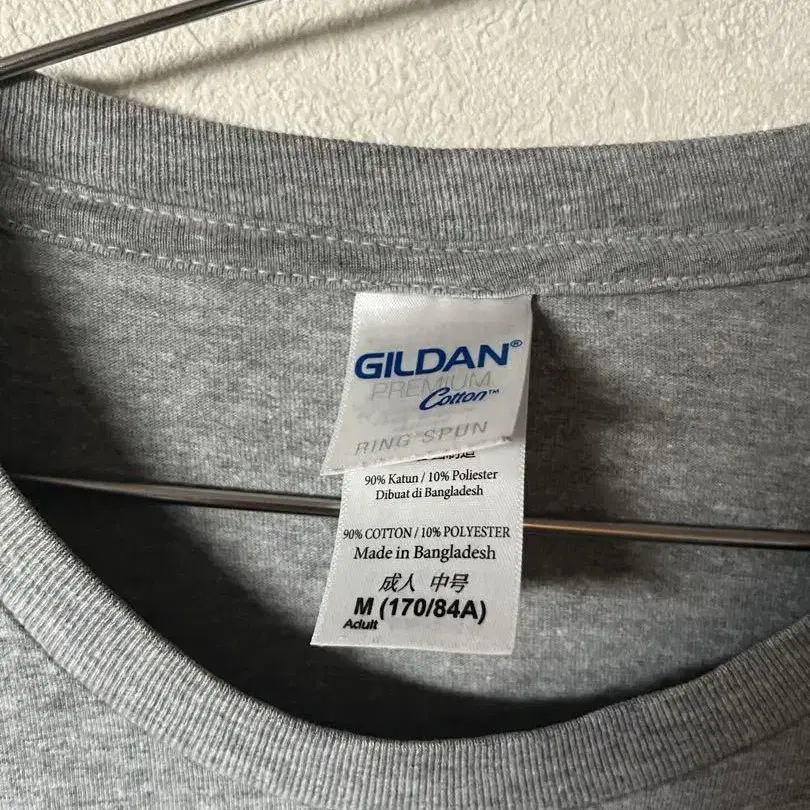 GILDAN®
PREMIUM
Cotton™
RING SPUN
90% Katun / 10% Poliester
Dibuat di Bangladesh
90% COTTON / 10% POLYESTER
Made in Bangladesh
成人 中号
M (170/84A)
Adult